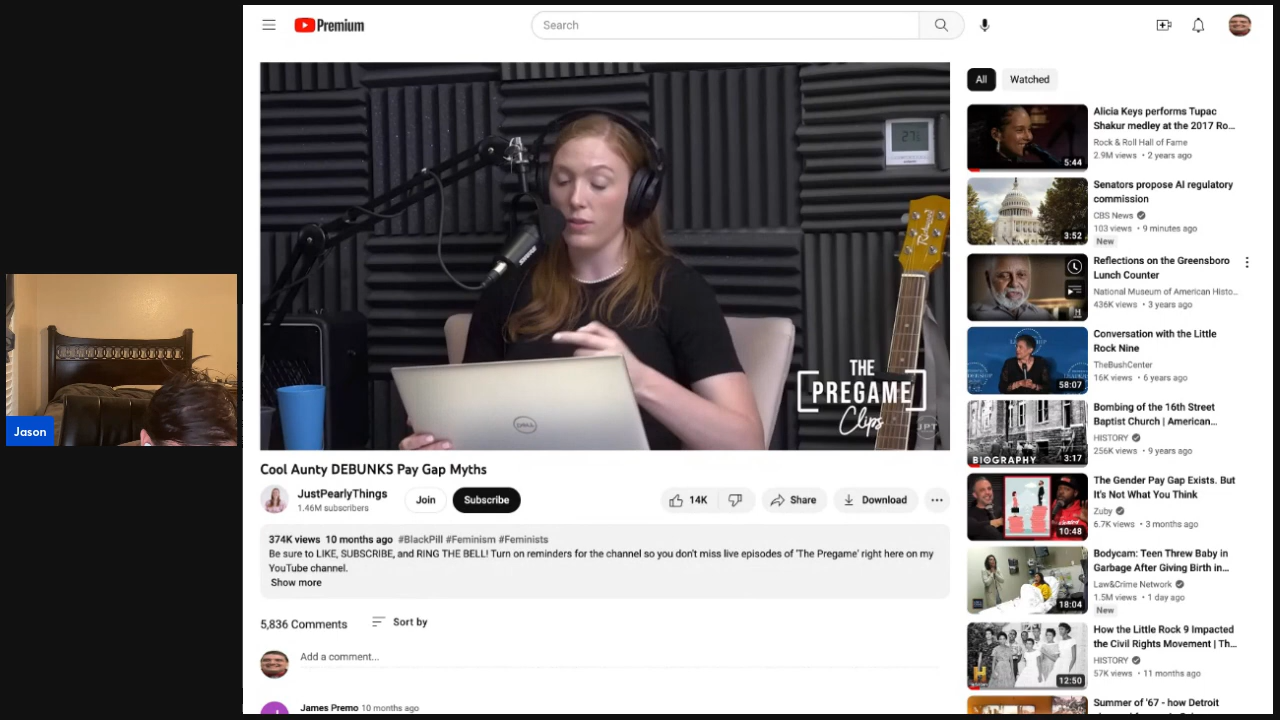 Premium
Search
All
Watched
27
DELL
THE
PREGAME
Clips
JPT
Jason
Cool Aunty DEBUNKS Pay Gap Myths
JustPearlyThings
1.46M subscribers
Join
Subscribe
14K
Share
Download
374K views 10 months ago #BlackPill #Feminism #Feminists
Be sure to LIKE, SUBSCRIBE, and RING THE BELL! Turn on reminders for the channel so you don't miss live episodes of 'The Pregame' right here on my
YouTube channel.
Show more
5,836 Comments
Sort by
Add a comment...
James Premo 10 months ago
5:44
Alicia Keys performs Tupac
Shakur medley at the 2017 Ro...
Rock & Roll Hall of Fame
2.9M views • 2 years ago
3:52
Senators propose AI regulatory
commission
CBS News
103 views • 9 minutes ago
New
Reflections on the Greensboro
Lunch Counter
National Museum of American Histo...
436K views • 3 years ago
58:07
Conversation with the Little
Rock Nine
TheBushCenter
16K views • 6 years ago
BIOGRAPHY
3:17
Bombing of the 16th Street
Baptist Church | American...
HISTORY
256K views • 9 years ago
10:48
The Gender Pay Gap Exists. But
It's Not What You Think
Zuby
6.7K views • 3 months ago
18:04
Bodycam: Teen Threw Baby in
Garbage After Giving Birth in...
Law&Crime Network
1.5M views • 1 day ago
New
12:50
How the Little Rock 9 Impacted
the Civil Rights Movement | Th...
HISTORY
57K views • 11 months ago
Summer of '67 - how Detroit